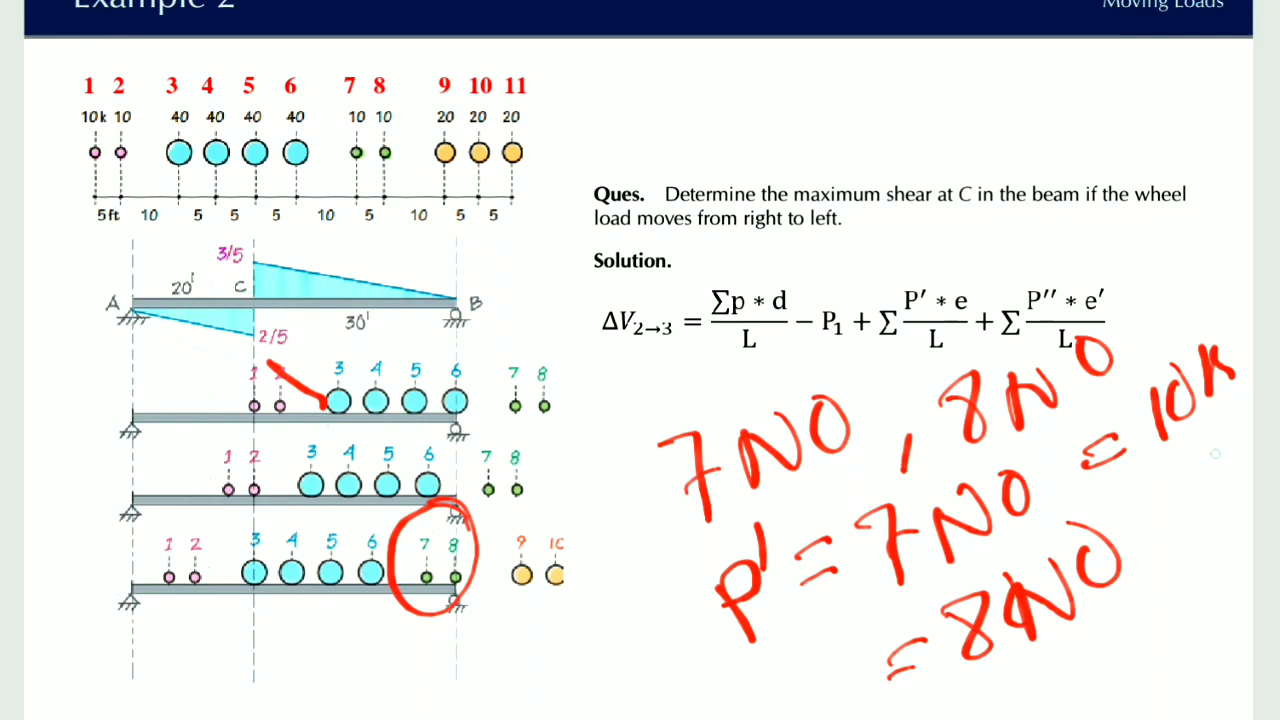 Example 2
Moving Loads
1 2 3 4 5 6 7 8 9 10 11
10k 10 40 40 40 40 10 10 20 20 20
5ft 10 5 5 5 10 5 10 5 5
Ques. Determine the maximum shear at C in the beam if the wheel
load moves from right to left.
Solution.
ΔV₂→₃ = Σp ∗ d / L − P₁ + Σ P′ ∗ e / L + Σ P″ ∗ e′ / L
3/5
20' C
A B
30'
2/5
1 3 4 5 6 7 8
1 2 3 4 5 6 7 8
1 2 3 4 5 6 7 8 9 10
7NO, 8NO
P' = 7NO = 10K
= 8NO